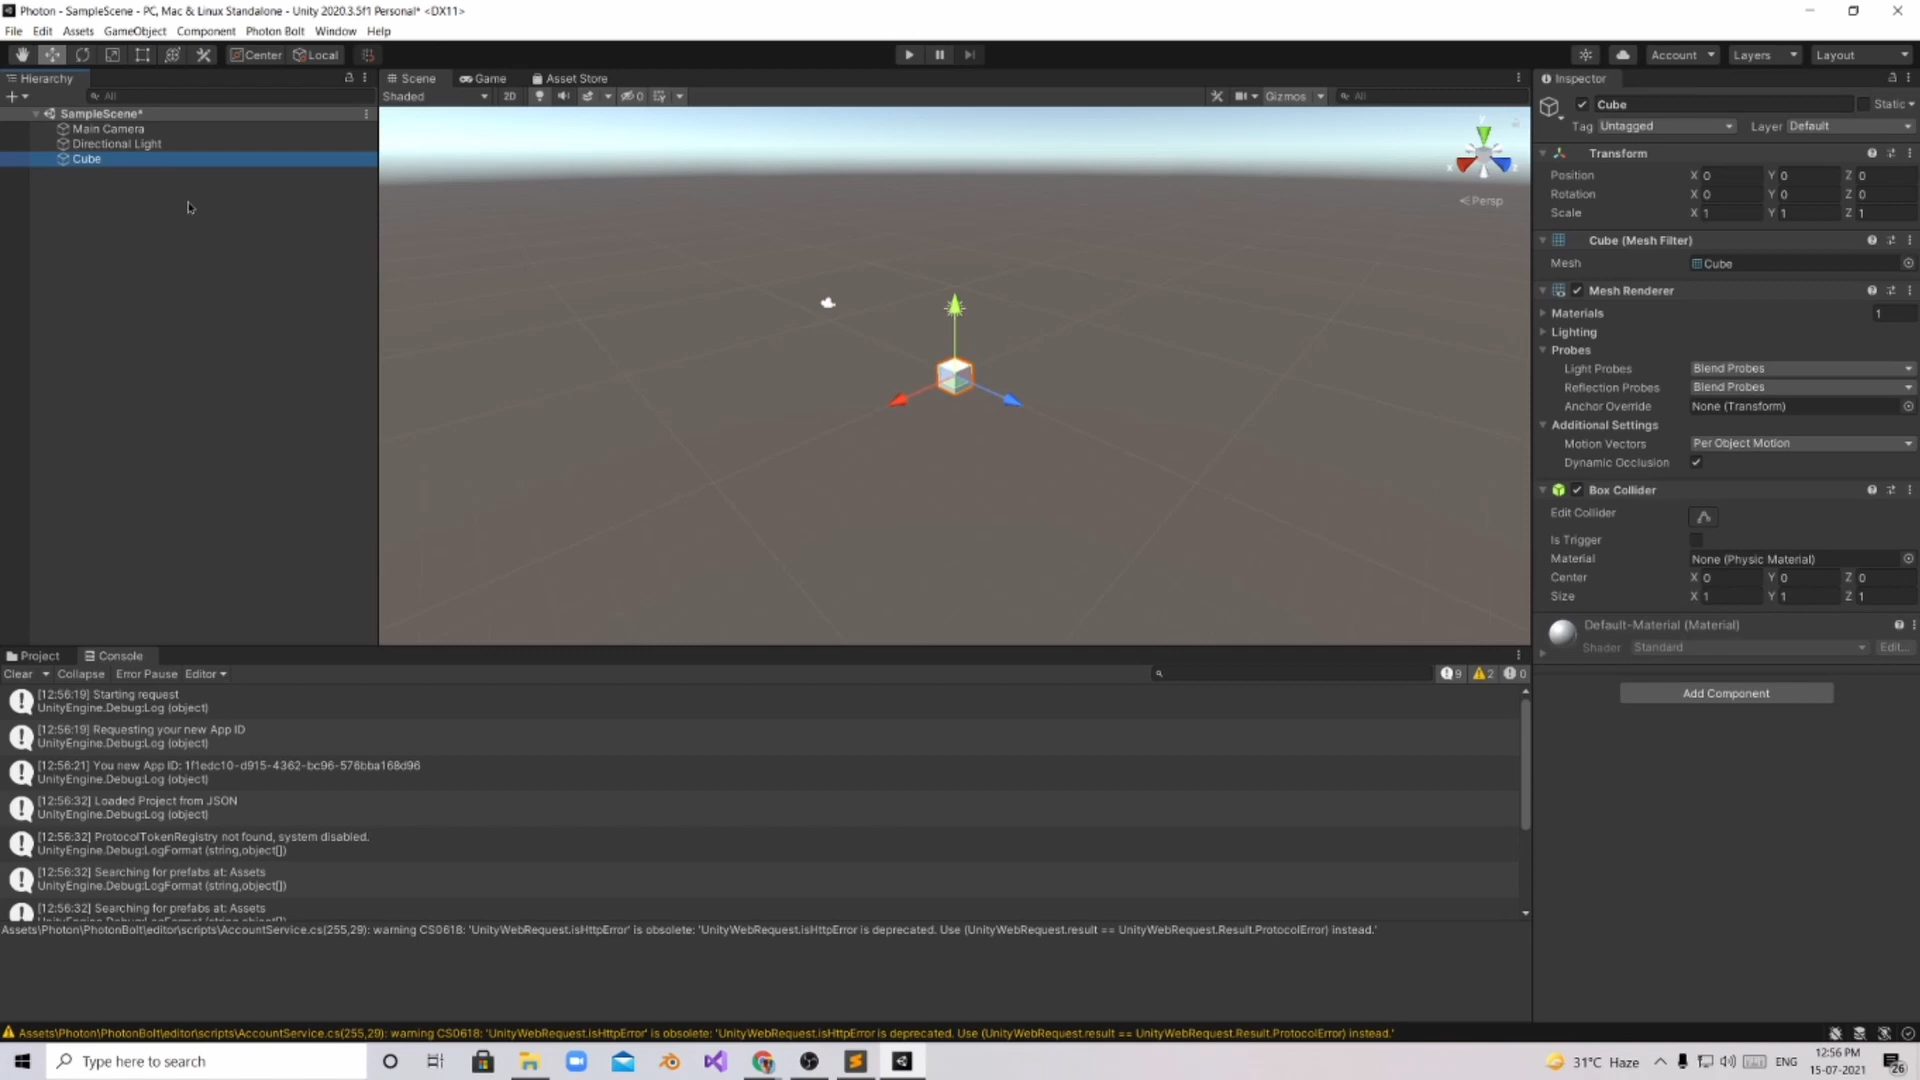 Photon - SampleScene - PC, Mac & Linux Standalone - Unity 2020.3.5f1 Personal* <DX11>
File Edit Assets GameObject Component Photon Bolt Window Help
Center Local Account Layers Layout
Hierarchy Scene Game Asset Store Inspector
All Shaded 2D 0 Gizmos All
SampleScene*
Main Camera
Directional Light
Cube
y
x z
Persp
Cube Static
Tag Untagged Layer Default
Transform
Position X 0 Y 0 Z 0
Rotation X 0 Y 0 Z 0
Scale X 1 Y 1 Z 1
Cube (Mesh Filter)
Mesh Cube
Mesh Renderer
Materials 1
Lighting
Probes
Light Probes Blend Probes
Reflection Probes Blend Probes
Anchor Override None (Transform)
Additional Settings
Motion Vectors Per Object Motion
Dynamic Occlusion
Box Collider
Edit Collider
Is Trigger
Material None (Physic Material)
Center X 0 Y 0 Z 0
Size X 1 Y 1 Z 1
Default-Material (Material)
Shader Standard Edit...
Add Component
Project Console
Clear Collapse Error Pause Editor 9 2 0
[12:56:19] Starting request
UnityEngine.Debug:Log (object)
[12:56:19] Requesting your new App ID
UnityEngine.Debug:Log (object)
[12:56:21] You new App ID: 1f1edc10-d915-4362-bc96-576bba168d96
UnityEngine.Debug:Log (object)
[12:56:32] Loaded Project from JSON
UnityEngine.Debug:Log (object)
[12:56:32] ProtocolTokenRegistry not found, system disabled.
UnityEngine.Debug:LogFormat (string,object[])
[12:56:32] Searching for prefabs at: Assets
UnityEngine.Debug:LogFormat (string,object[])
[12:56:32] Searching for prefabs at: Assets
Assets\Photon\PhotonBolt\editor\scripts\AccountService.cs(255,29): warning CS0618: 'UnityWebRequest.isHttpError' is obsolete: 'UnityWebRequest.isHttpError is deprecated. Use (UnityWebRequest.result == UnityWebRequest.Result.ProtocolError) instead.'
Assets\Photon\PhotonBolt\editor\scripts\AccountService.cs(255,29): warning CS0618: 'UnityWebRequest.isHttpError' is obsolete: 'UnityWebRequest.isHttpError is deprecated. Use (UnityWebRequest.result == UnityWebRequest.Result.ProtocolError) instead.'
Type here to search 31°C Haze ENG 12:56 PM
15-07-2021 26